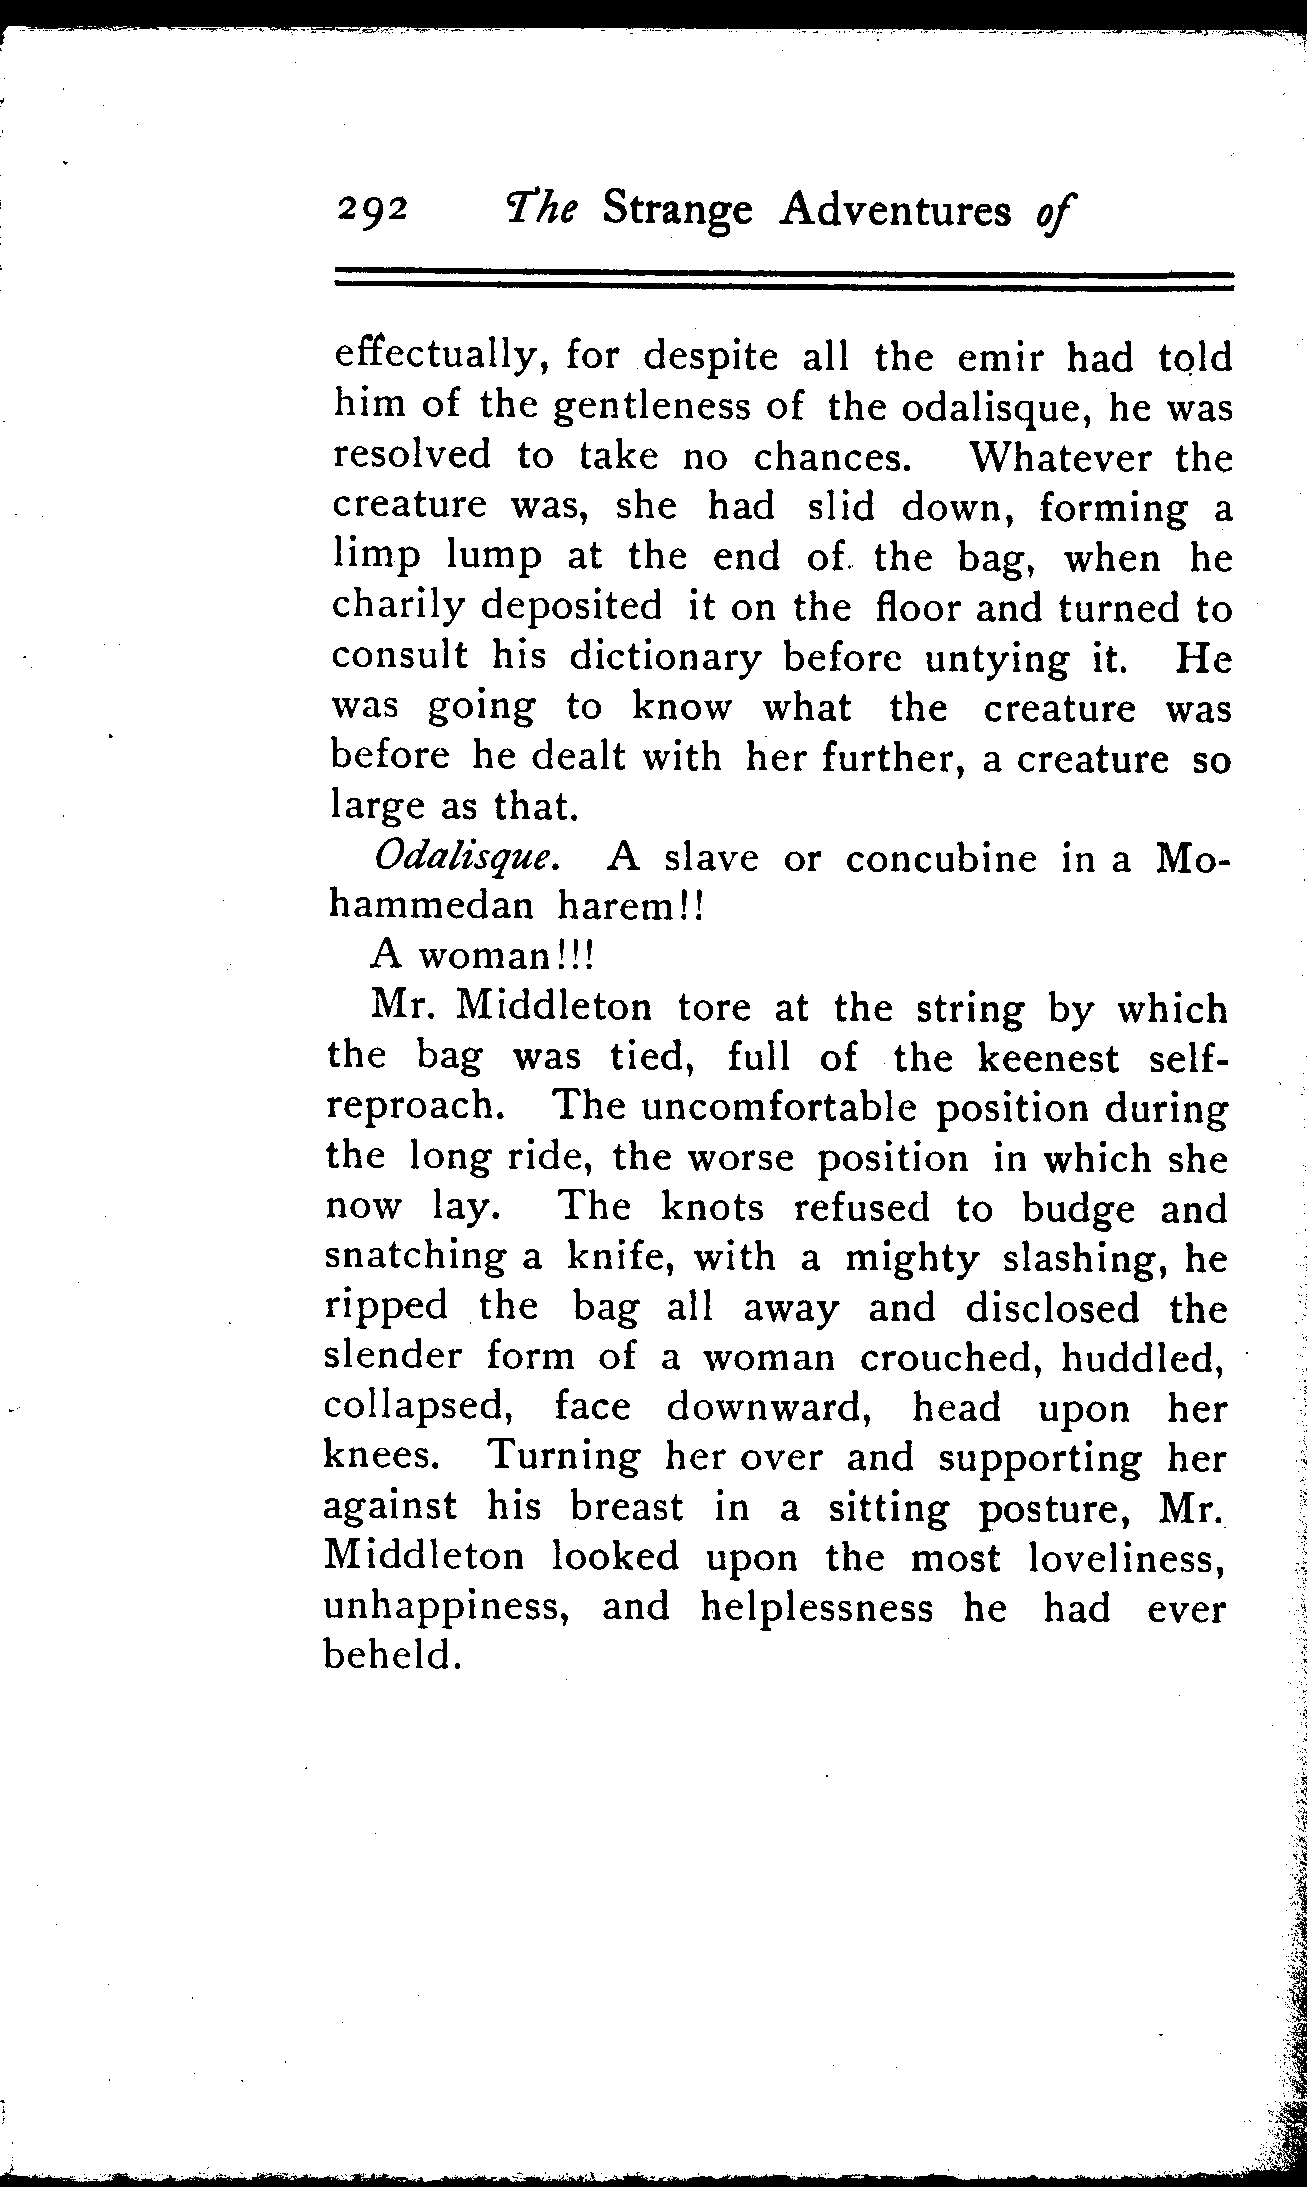 292 The Strange Adventures of
effectually, for despite all the emir had told
him of the gentleness of the odalisque, he was
resolved to take no chances. Whatever the
creature was, she had slid down, forming a
limp lump at the end of the bag, when he
charily deposited it on the floor and turned to
consult his dictionary before untying it. He
was going to know what the creature was
before he dealt with her further, a creature so
large as that.
Odalisque. A slave or concubine in a Mo-
hammedan harem!!
A woman!!!
Mr. Middleton tore at the string by which
the bag was tied, full of the keenest self-
reproach. The uncomfortable position during
the long ride, the worse position in which she
now lay. The knots refused to budge and
snatching a knife, with a mighty slashing, he
ripped the bag all away and disclosed the
slender form of a woman crouched, huddled,
collapsed, face downward, head upon her
knees. Turning her over and supporting her
against his breast in a sitting posture, Mr.
Middleton looked upon the most loveliness,
unhappiness, and helplessness he had ever
beheld.